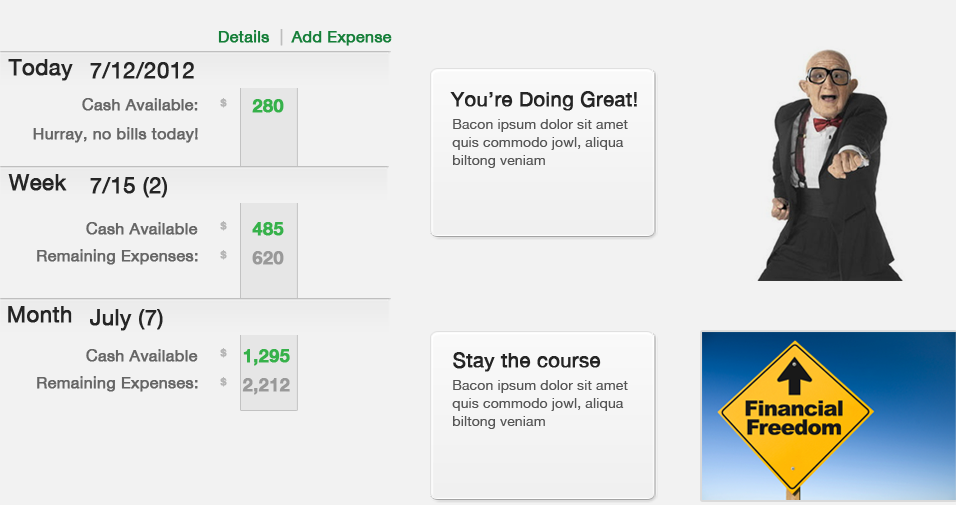 Details | Add Expense
Today 7/12/2012
Cash Available: $ 280
Hurray, no bills today!
Week 7/15 (2)
Cash Available $ 485
Remaining Expenses: $ 620
Month July (7)
Cash Available $ 1,295
Remaining Expenses: $ 2,212
You're Doing Great!
Bacon ipsum dolor sit amet
quis commodo jowl, aliqua
biltong veniam
Stay the course
Bacon ipsum dolor sit amet
quis commodo jowl, aliqua
biltong veniam
Financial
Freedom